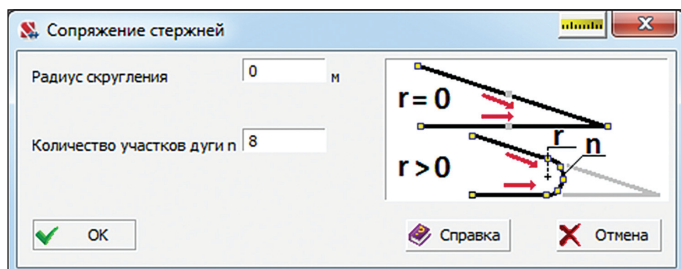 Сопряжение стержней
Радиус скругления 0 м
Количество участков дуги n 8
r = 0
r n
r > 0
OK
Справка
Отмена